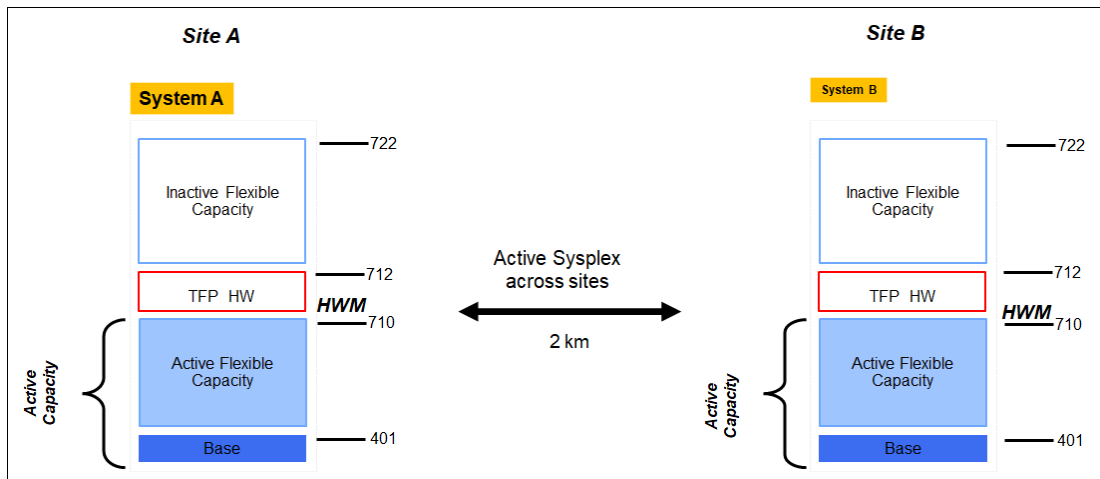 Site A
Site B
System A
System B
722
722
Inactive Flexible
Capacity
Inactive Flexible
Capacity
Active Sysplex
across sites
712
712
TFP HW
TFP HW
HWM
HWM
710
710
2 km
Active
Capacity
Active Flexible
Capacity
Active
Capacity
Active Flexible
Capacity
401
401
Base
Base